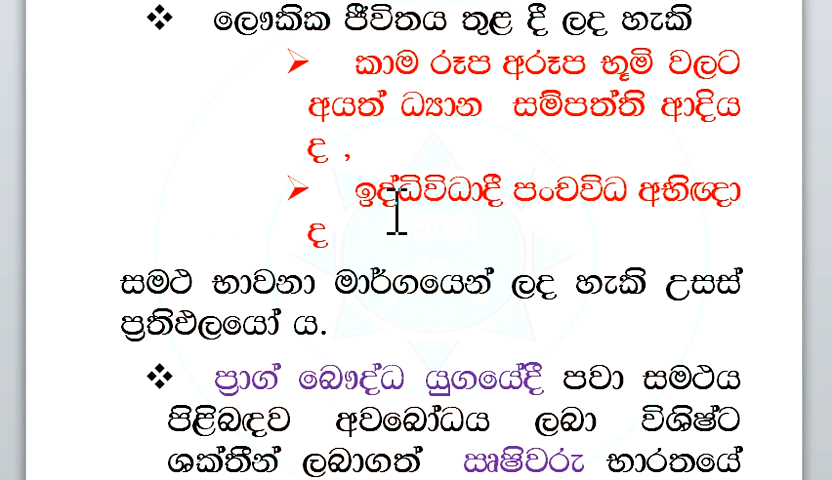 ❖ ලෞකික ජීවිතය තුළ දී ලද හැකි
➢ කාම රූප අරූප භූමි වලට
අයත් ධ්‍යාන සම්පත්ති ආදිය
ද ,
➢ ඉද්ධිවිධාදී පංචවිධ අභිඥා
ද
සමථ භාවනා මාර්ගයෙන් ලද හැකි උසස්
ප්‍රතිඵලයෝ ය.
❖ ප්‍රාග් බෞද්ධ යුගයේදී පවා සමථය
පිළිබඳව අවබෝධය ලබා විශිෂ්ට
ශක්තීන් ලබාගත් ඍෂිවරු භාරතයේ